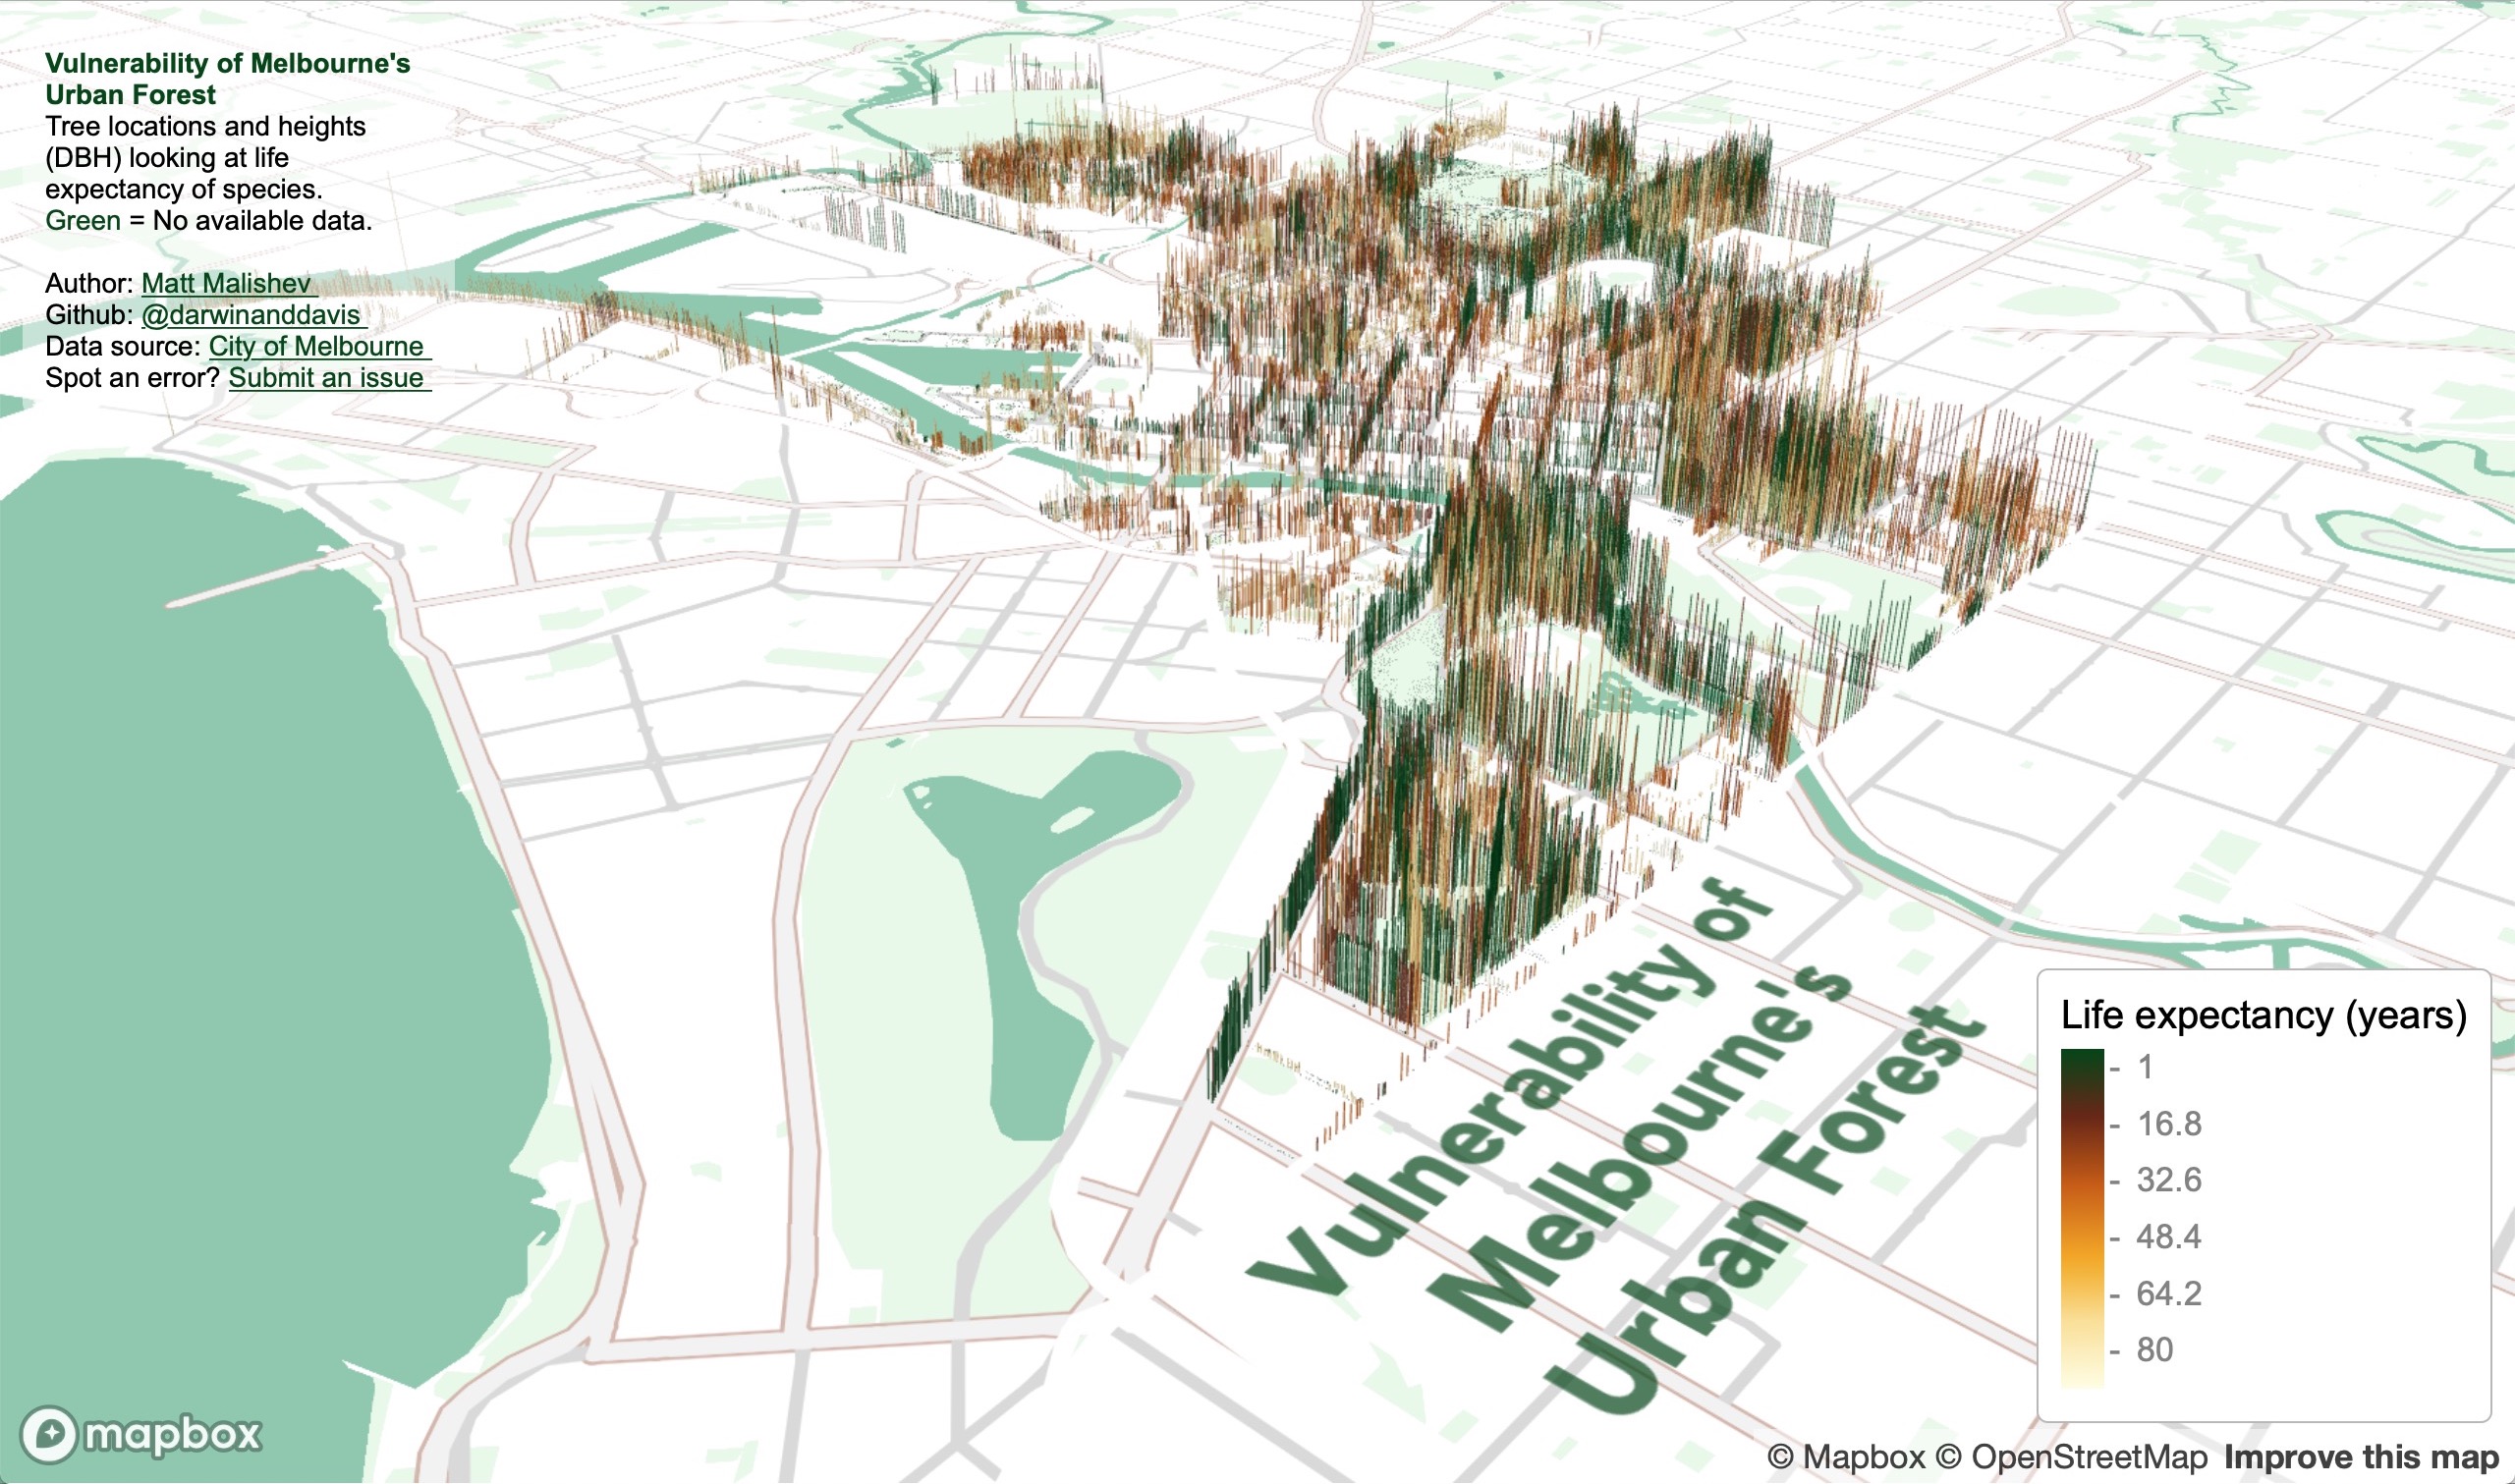 Vulnerability of Melbourne's
Urban Forest
Tree locations and heights
(DBH) looking at life
expectancy of species.
Green = No available data.
Author: Matt Malishev
Github: @darwinanddavis
Data source: City of Melbourne
Spot an error? Submit an issue
Vulnerability of
Melbourne's
Urban Forest
Life expectancy (years)
- 1
- 16.8
- 32.6
- 48.4
- 64.2
- 80
mapbox
© Mapbox © OpenStreetMap Improve this map